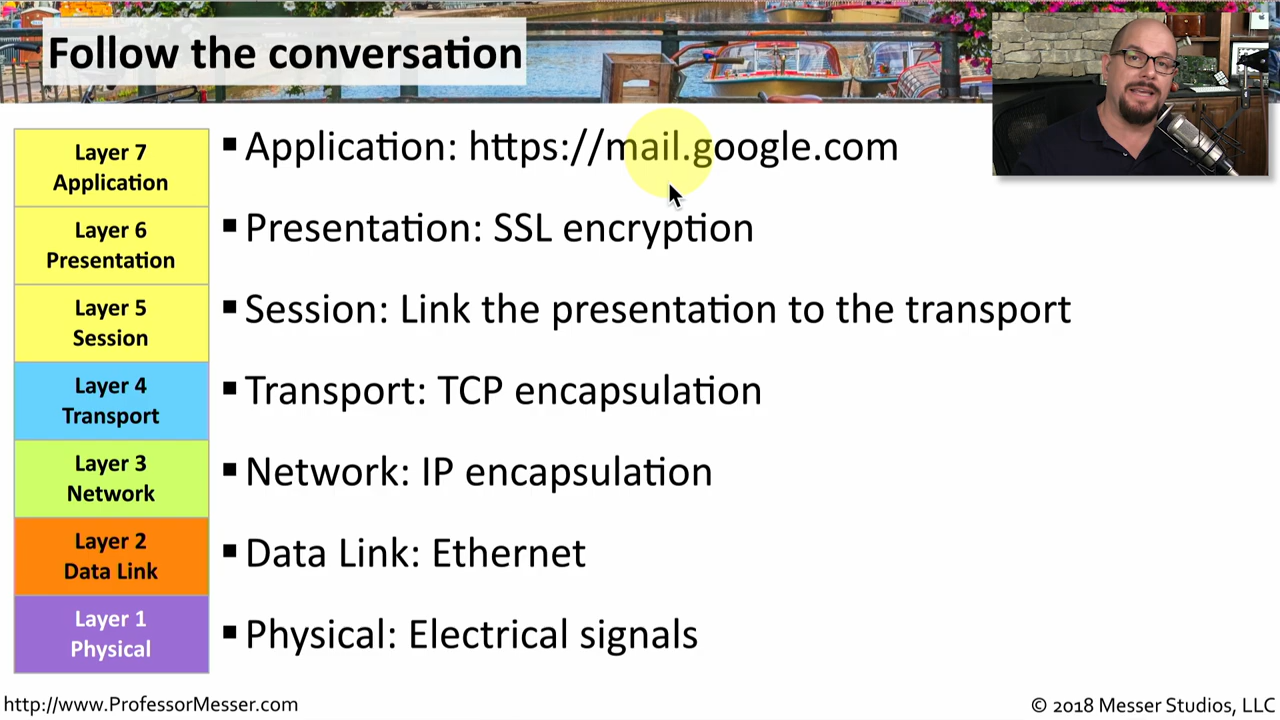 Follow the conversation
Layer 7
Application
▪ Application: https://mail.google.com
Layer 6
Presentation
▪ Presentation: SSL encryption
Layer 5
Session
▪ Session: Link the presentation to the transport
Layer 4
Transport
▪ Transport: TCP encapsulation
Layer 3
Network
▪ Network: IP encapsulation
Layer 2
Data Link
▪ Data Link: Ethernet
Layer 1
Physical
▪ Physical: Electrical signals
http://www.ProfessorMesser.com
© 2018 Messer Studios, LLC